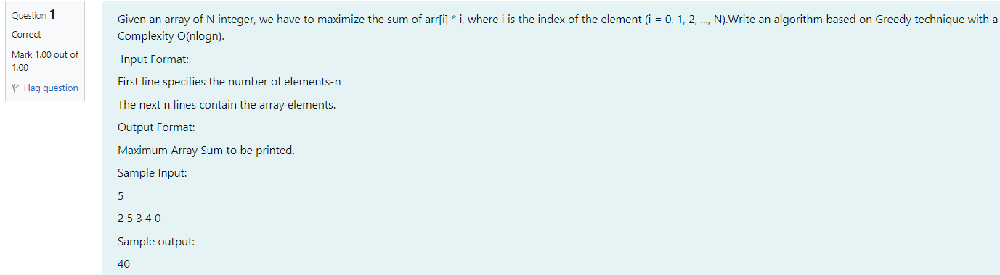 Question 1
Correct
Mark 1.00 out of
1.00
Flag question
Given an array of N integer, we have to maximize the sum of arr[i] * i, where i is the index of the element (i = 0, 1, 2, ..., N).Write an algorithm based on Greedy technique with a
Complexity O(nlogn).
Input Format:
First line specifies the number of elements-n
The next n lines contain the array elements.
Output Format:
Maximum Array Sum to be printed.
Sample Input:
5
2 5 3 4 0
Sample output:
40